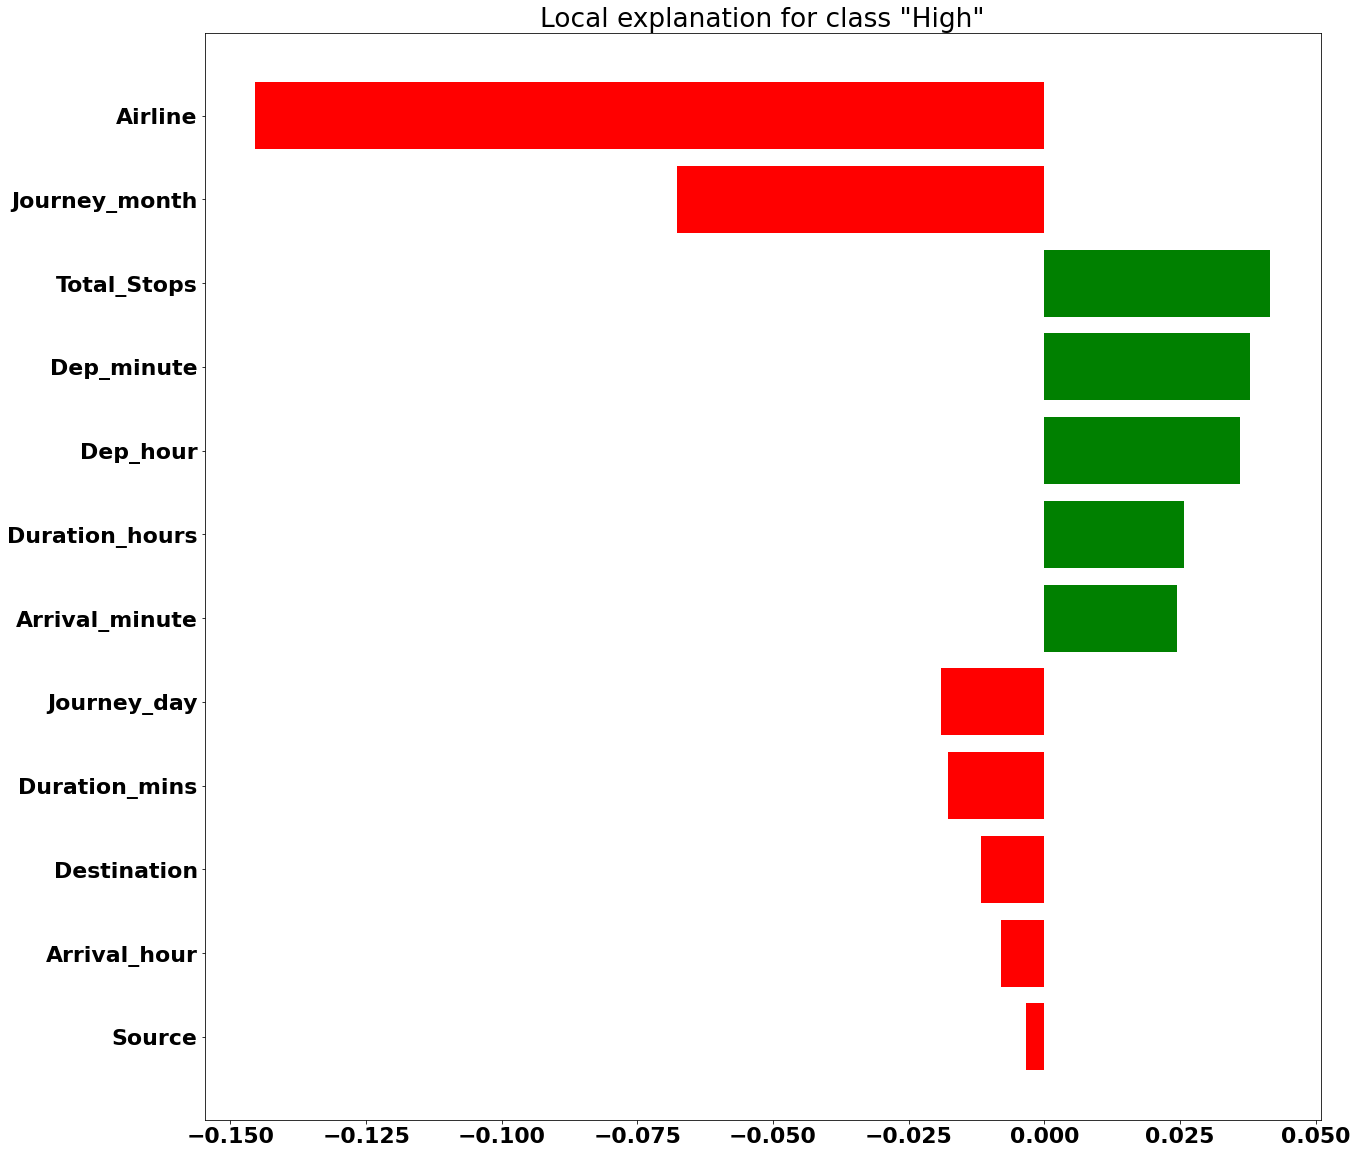 Local explanation for class "High"
Airline
Journey_month
Total_Stops
Dep_minute
Dep_hour
Duration_hours
Arrival_minute
Journey_day
Duration_mins
Destination
Arrival_hour
Source
−0.150 −0.125 −0.100 −0.075 −0.050 −0.025 0.000 0.025 0.050